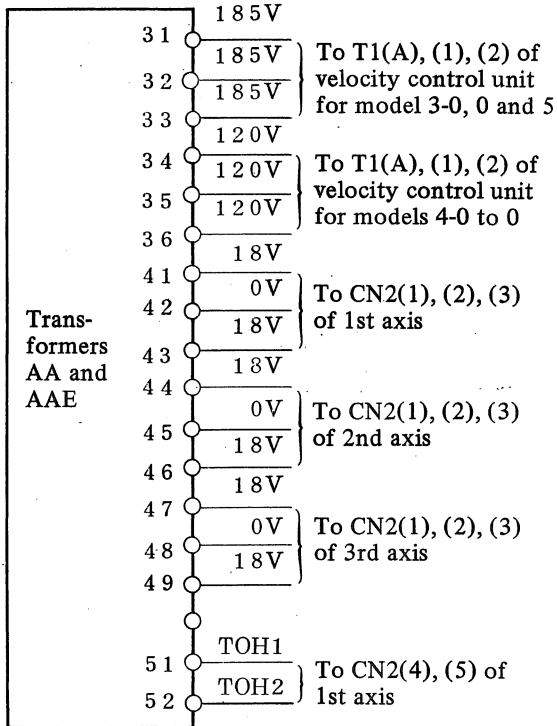 185V
31
185V
To T1(A), (1), (2) of
32
velocity control unit
185V
for model 3-0, 0 and 5
33
120V
34
120V
To T1(A), (1), (2) of
35
velocity control unit
120V
for models 4-0 to 0
36
18V
41
0V
To CN2(1), (2), (3)
42
of 1st axis
18V
43
18V
44
0V
To CN2(1), (2), (3)
45
of 2nd axis
18V
46
18V
47
0V
To CN2(1), (2), (3)
48
of 3rd axis
18V
49
51
TOH1
To CN2(4), (5) of
52
TOH2
1st axis
Trans-
formers
AA and
AAE